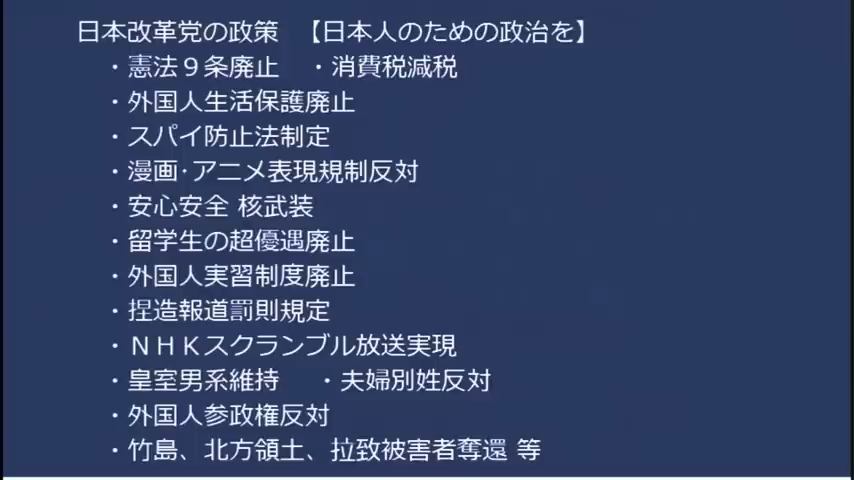 日本改革党の政策 【日本人のための政治を】
・憲法９条廃止 ・消費税減税
・外国人生活保護廃止
・スパイ防止法制定
・漫画･アニメ表現規制反対
・安心安全 核武装
・留学生の超優遇廃止
・外国人実習制度廃止
・捏造報道罰則規定
・ＮＨＫスクランブル放送実現
・皇室男系維持 ・夫婦別姓反対
・外国人参政権反対
・竹島、北方領土、拉致被害者奪還 等